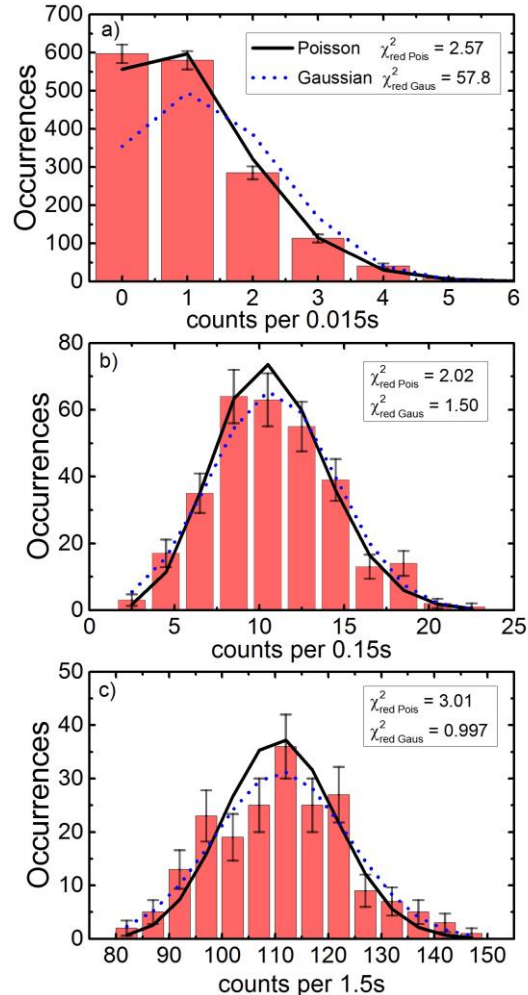 a)
Poisson χ²red Pois = 2.57
Gaussian χ²red Gaus = 57.8
700
600
500
400
300
200
100
0
Occurrences
0 1 2 3 4 5 6
counts per 0.015s
b)
χ²red Pois = 2.02
χ²red Gaus = 1.50
80
60
40
20
0
Occurrences
0 5 10 15 20 25
counts per 0.15s
c)
χ²red Pois = 3.01
χ²red Gaus = 0.997
50
40
30
20
10
0
Occurrences
80 90 100 110 120 130 140 150
counts per 1.5s